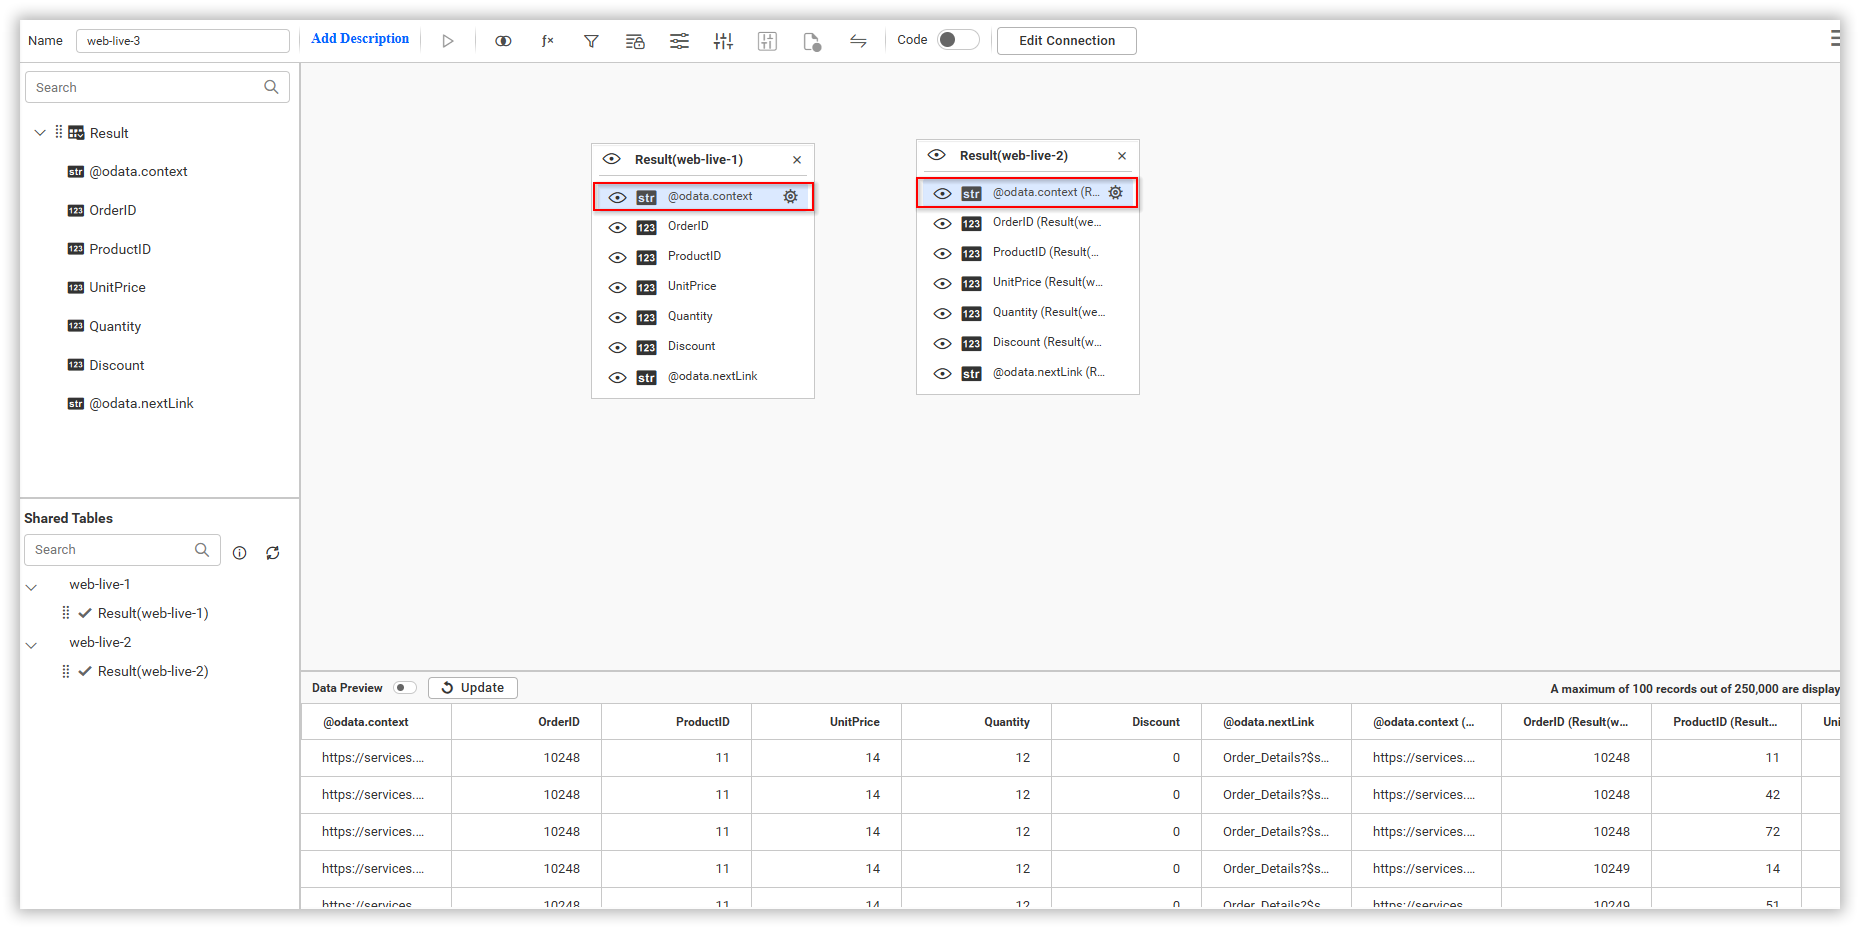 Name web-live-3 Add Description Code Edit Connection
Search
Result
str @odata.context
123 OrderID
123 ProductID
123 UnitPrice
123 Quantity
123 Discount
str @odata.nextLink
Shared Tables
Search
web-live-1
Result(web-live-1)
web-live-2
Result(web-live-2)
Result(web-live-1)
str @odata.context
123 OrderID
123 ProductID
123 UnitPrice
123 Quantity
123 Discount
str @odata.nextLink
Result(web-live-2)
str @odata.context (R...
123 OrderID (Result(we...
123 ProductID (Result(...
123 UnitPrice (Result(w...
123 Quantity (Result(we...
123 Discount (Result(w...
str @odata.nextLink (R...
Data Preview Update A maximum of 100 records out of 250,000 are display
@odata.context OrderID ProductID UnitPrice Quantity Discount @odata.nextLink @odata.context (... OrderID (Result(w... ProductID (Result... Uni
https://services.... 10248 11 14 12 0 Order_Details?$s... https://services.... 10248 11
https://services.... 10248 11 14 12 0 Order_Details?$s... https://services.... 10248 42
https://services.... 10248 11 14 12 0 Order_Details?$s... https://services.... 10248 72
https://services.... 10248 11 14 12 0 Order_Details?$s... https://services.... 10249 14
https://services.... 10248 11 14 12 0 Order_Details?$s... https://services.... 10249 51